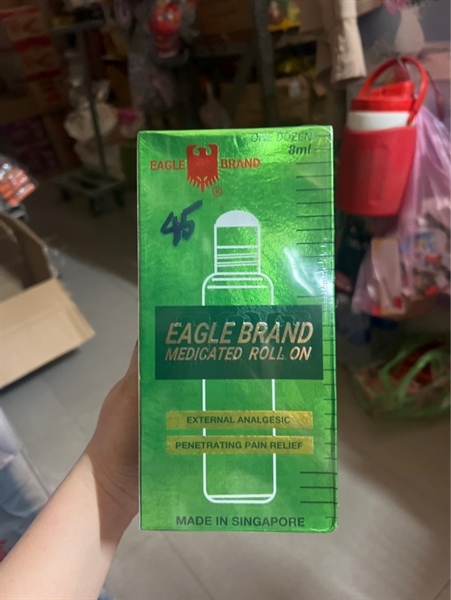 ONE DOZEN
8ml
EAGLE BRAND
®
45
EAGLE BRAND
MEDICATED ROLL ON
EXTERNAL ANALGESIC
PENETRATING PAIN RELIEF
MADE IN SINGAPORE